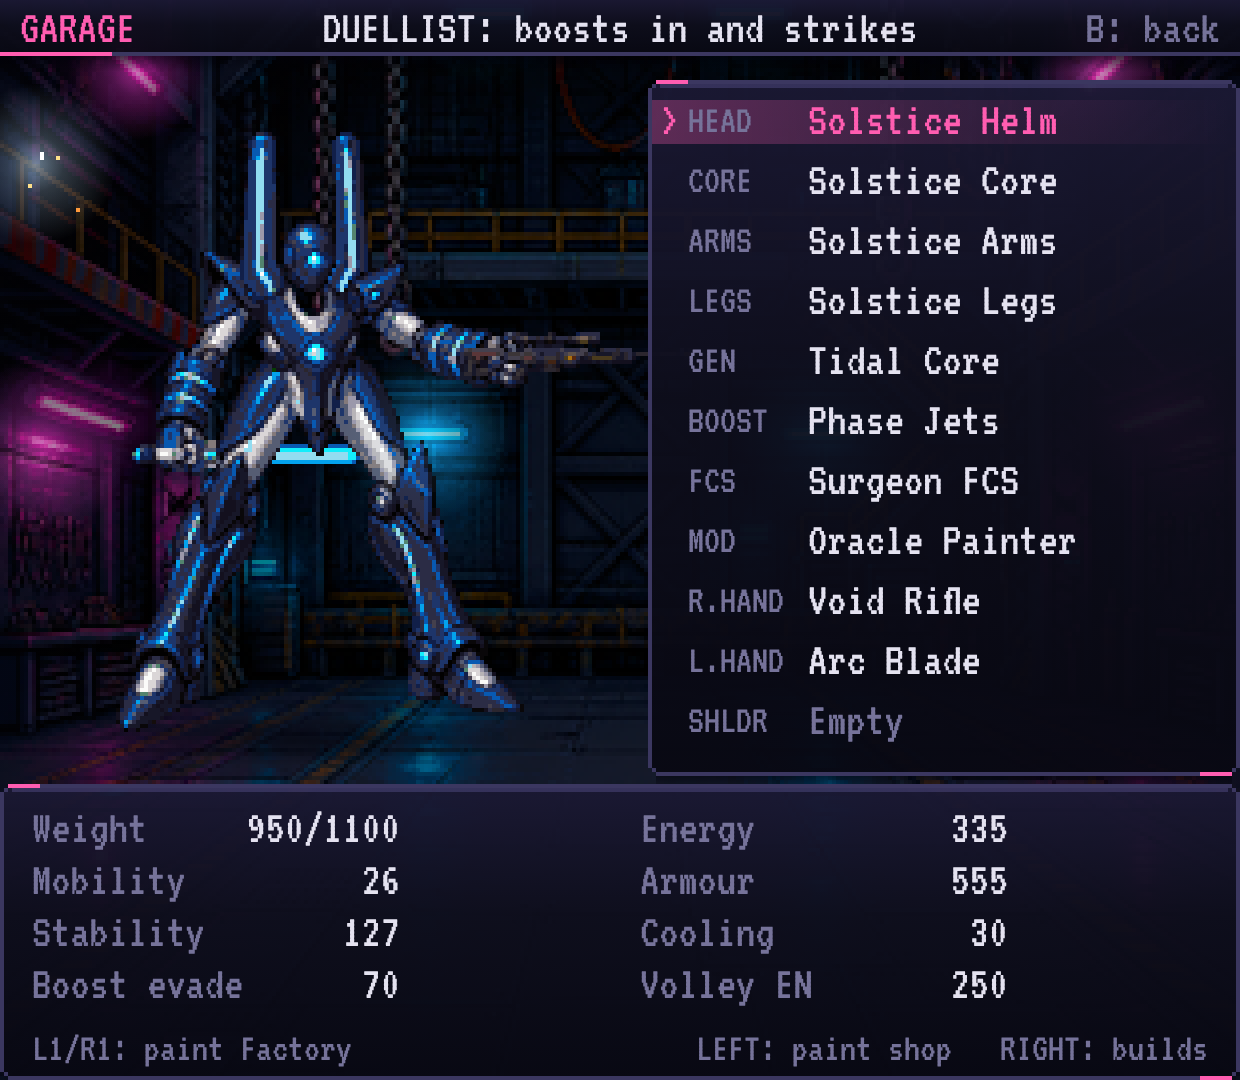 GARAGE DUELLIST: boosts in and strikes B: back
HEAD Solstice Helm
CORE Solstice Core
ARMS Solstice Arms
LEGS Solstice Legs
GEN Tidal Core
BOOST Phase Jets
FCS Surgeon FCS
MOD Oracle Painter
R.HAND Void Rifle
L.HAND Arc Blade
SHLDR Empty
Weight 950/1100 Energy 335
Mobility 26 Armour 555
Stability 127 Cooling 30
Boost evade 70 Volley EN 250
L1/R1: paint Factory LEFT: paint shop RIGHT: builds